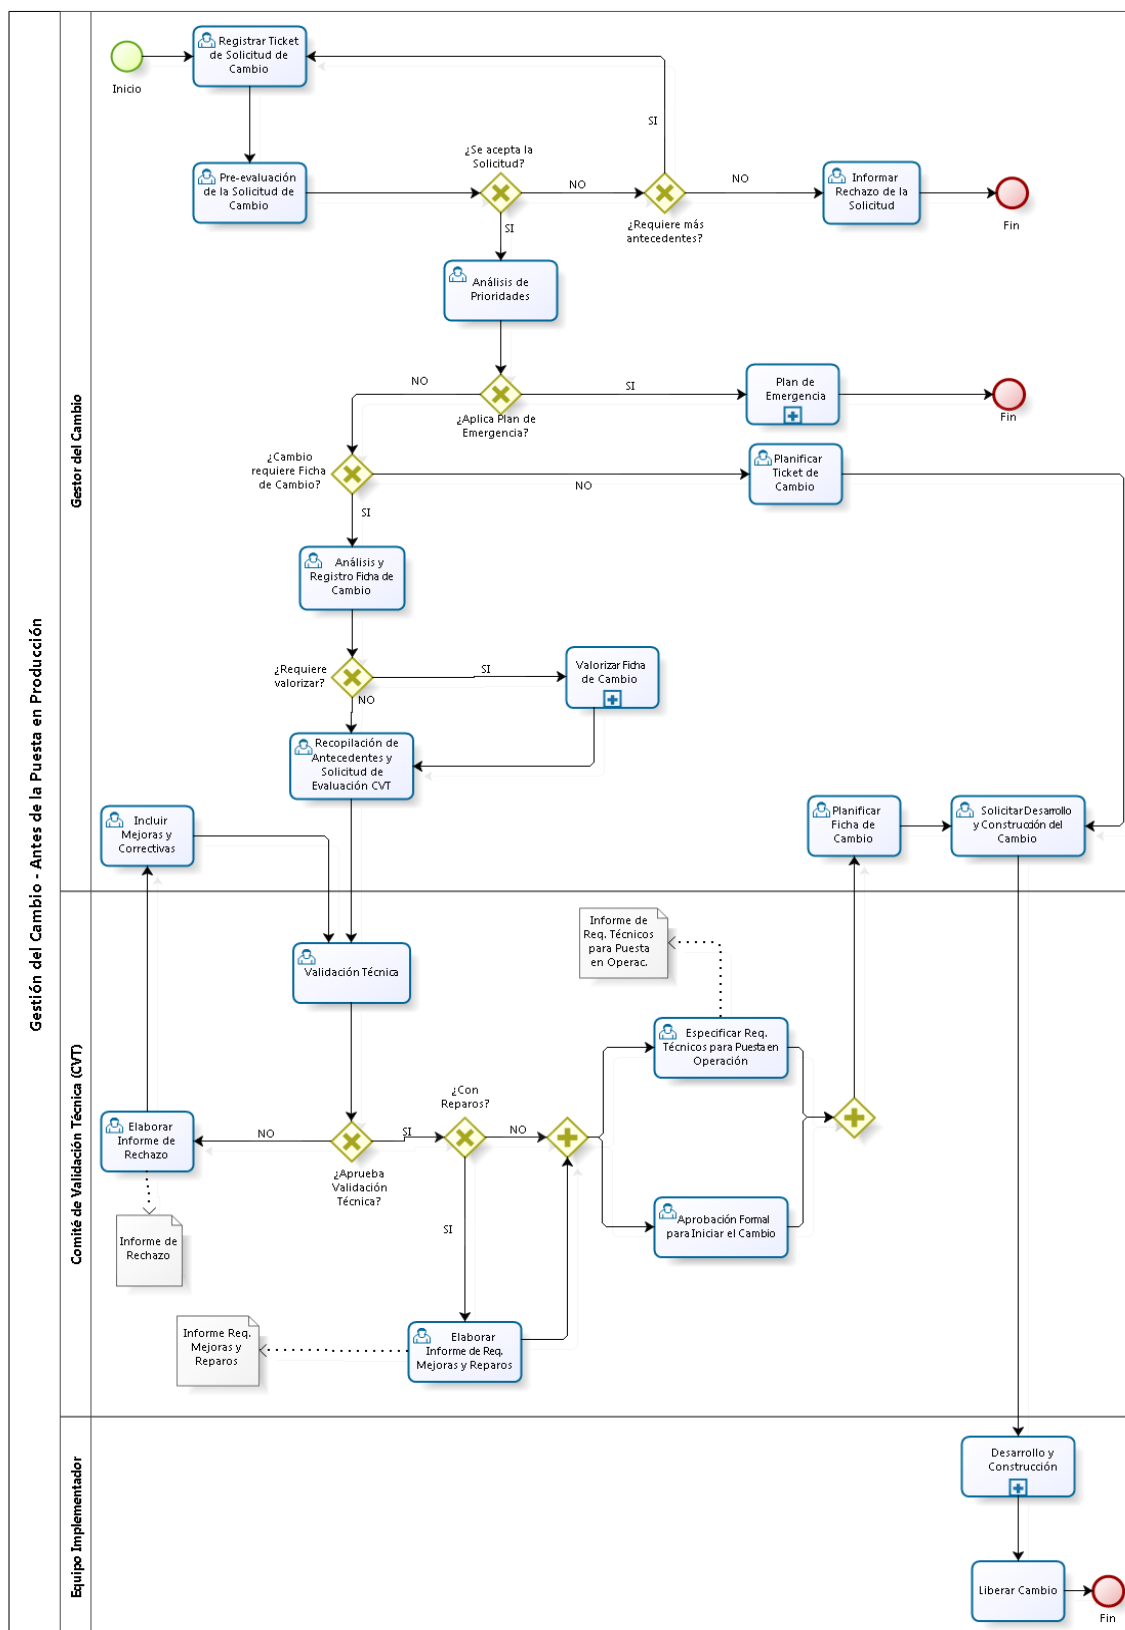 Gestión del Cambio - Antes de la Puesta en Producción
Gestor del Cambio
Inicio
Registrar Ticket
de Solicitud de
Cambio
Pre-evaluación
de la Solicitud de
Cambio
¿Se acepta la
Solicitud?
NO
SI
¿Requiere más
antecedentes?
SI
NO
Informar
Rechazo de la
Solicitud
Fin
Análisis de
Prioridades
¿Aplica Plan de
Emergencia?
NO
SI
Plan de
Emergencia
Fin
¿Cambio
requiere Ficha
de Cambio?
NO
SI
Planificar
Ticket de
Cambio
Análisis y
Registro Ficha de
Cambio
¿Requiere
valorizar?
SI
NO
Valorizar Ficha
de Cambio
Recopilación de
Antecedentes y
Solicitud de
Evaluación CVT
Incluir
Mejoras y
Correctivas
Planificar
Ficha de
Cambio
Solicitar Desarrollo
y Construcción del
Cambio
Comité de Validación Técnica (CVT)
Validación Técnica
Informe de
Req. Técnicos
para Puesta
en Operac.
Especificar Req.
Técnicos para Puesta en
Operación
¿Con
Reparos?
Elaborar
Informe de
Rechazo
NO
¿Aprueba
Validación
Técnica?
SI
NO
SI
Aprobación Formal
para Iniciar el Cambio
Informe de
Rechazo
Informe Req.
Mejoras y
Reparos
Elaborar
Informe de Req.
Mejoras y Reparos
Equipo Implementador
Desarrollo y
Construcción
Liberar Cambio
Fin